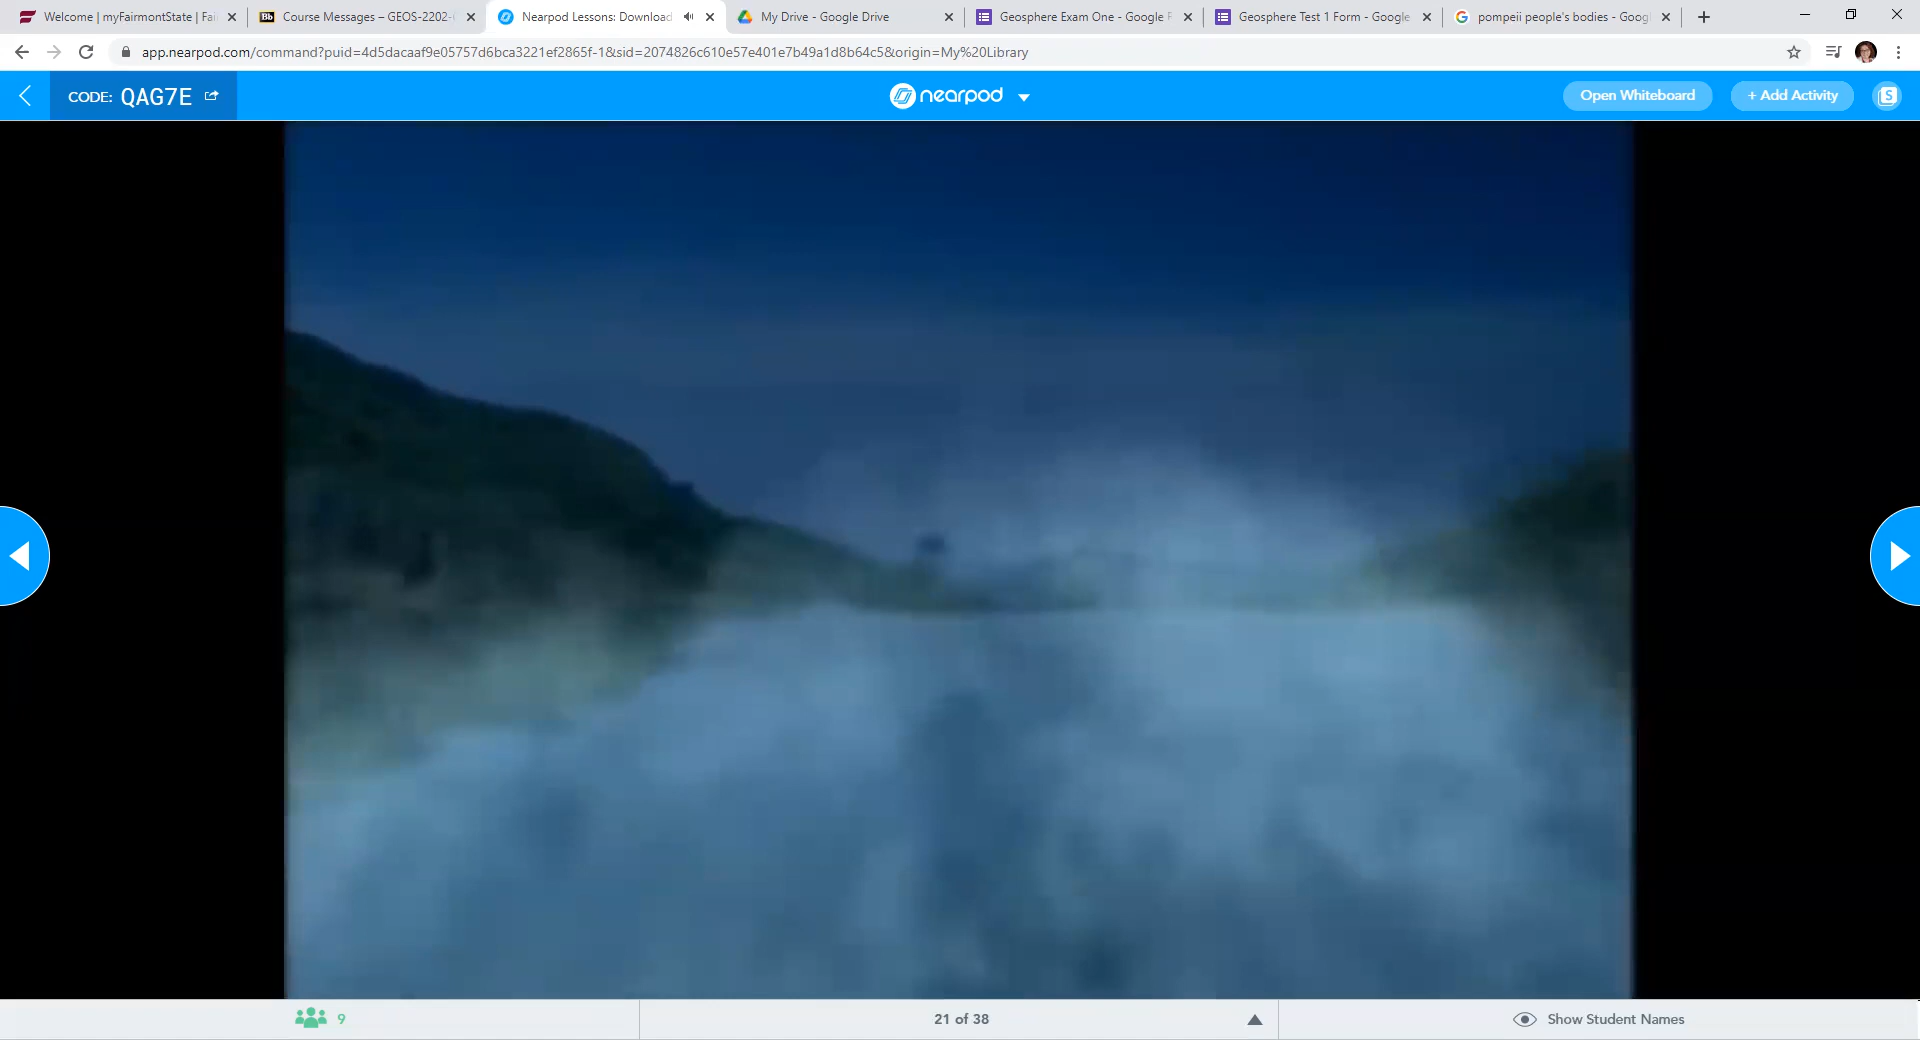 Welcome | myFairmontState | Fai
Course Messages – GEOS-2202-
Nearpod Lessons: Download
My Drive - Google Drive
Geosphere Exam One - Google F
Geosphere Test 1 Form - Google
pompeii people's bodies - Goog
app.nearpod.com/command?puid=4d5dacaaf9e05757d6bca3221ef2865f-1&sid=2074826c610e57e401e7b49a1d8b64c5&origin=My%20Library
CODE: QAG7E
nearpod
Open Whiteboard
+ Add Activity
S
9
21 of 38
Show Student Names